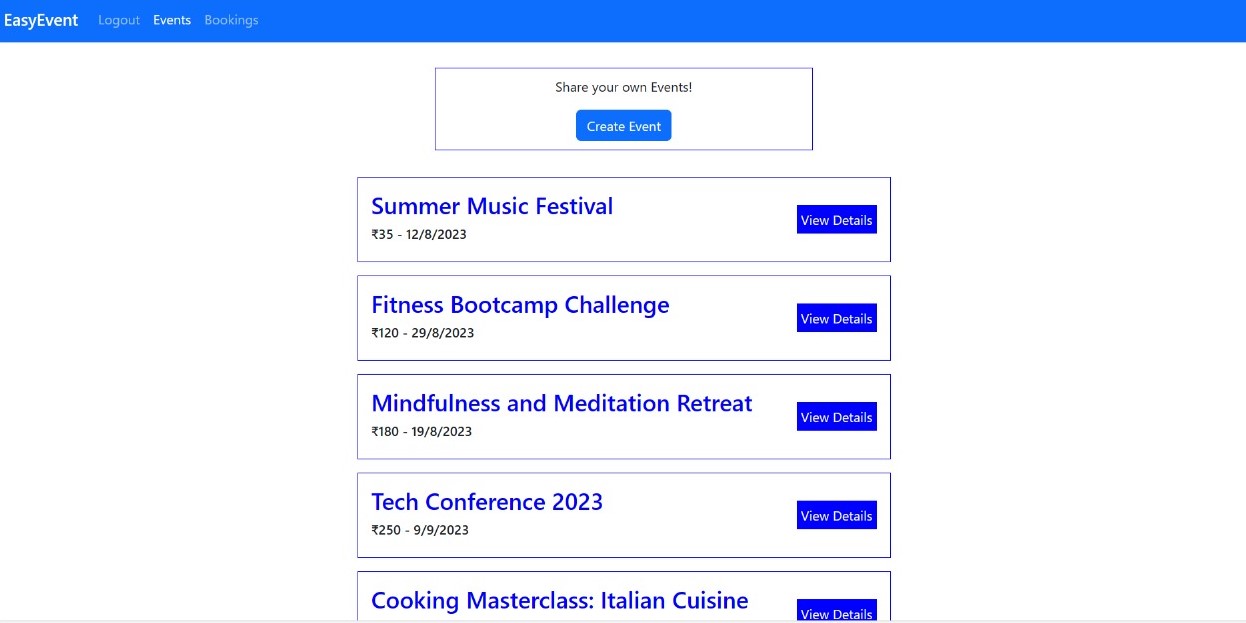 EasyEvent Logout Events Bookings
Share your own Events!
Create Event
Summer Music Festival
₹35 - 12/8/2023
View Details
Fitness Bootcamp Challenge
₹120 - 29/8/2023
View Details
Mindfulness and Meditation Retreat
₹180 - 19/8/2023
View Details
Tech Conference 2023
₹250 - 9/9/2023
View Details
Cooking Masterclass: Italian Cuisine
View Details